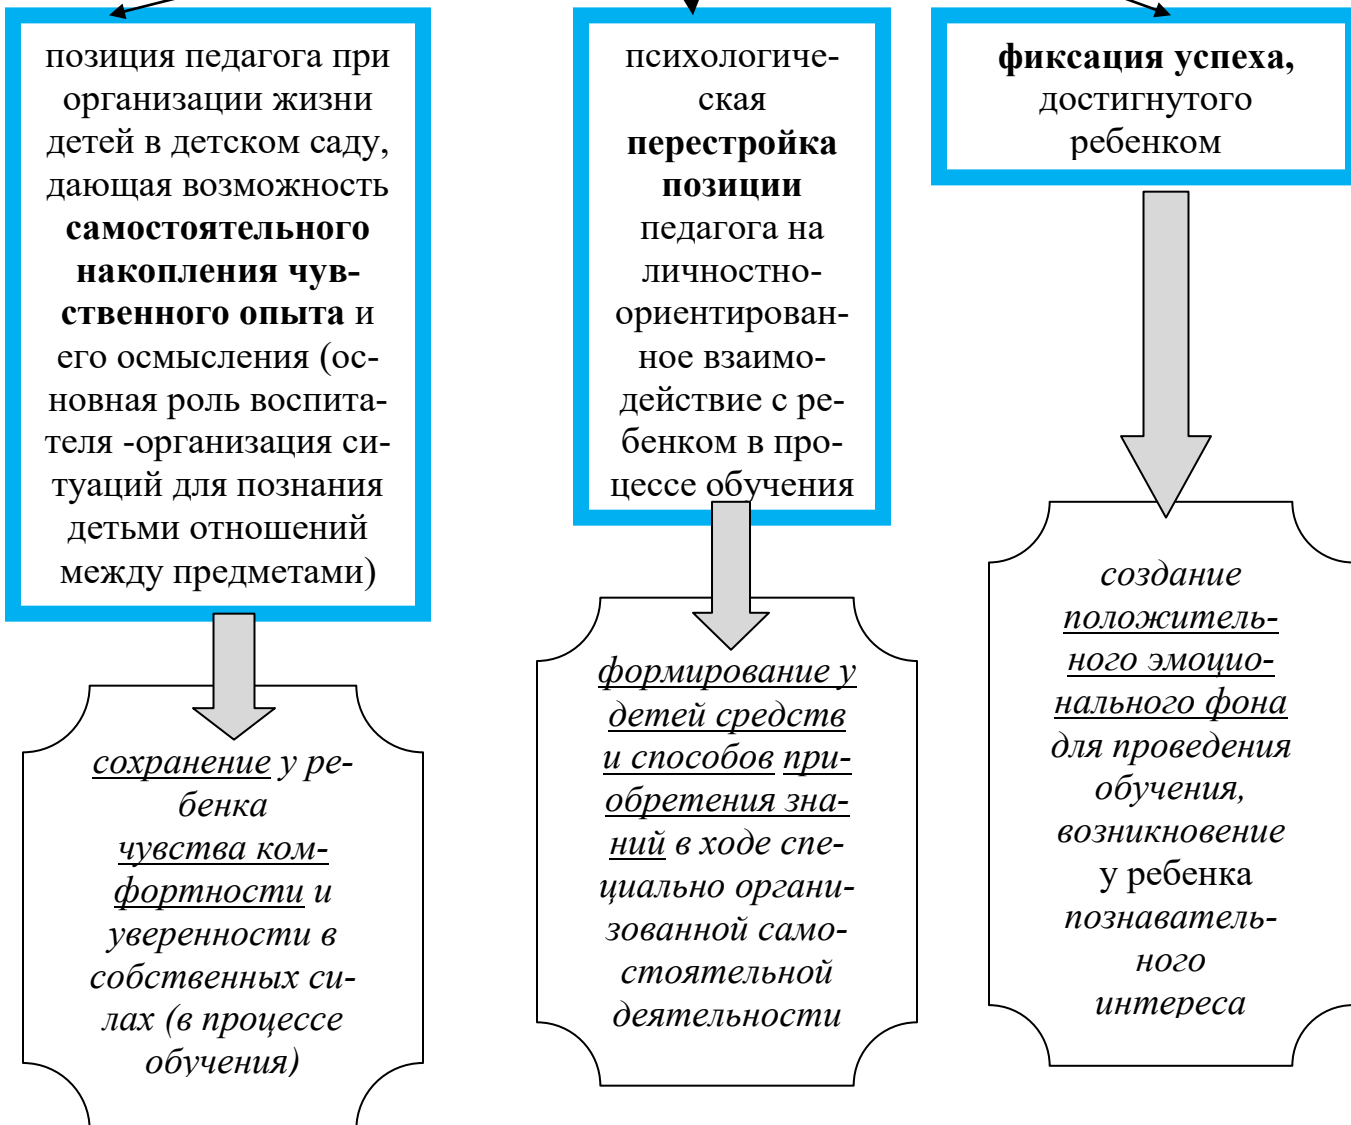 позиция педагога при
организации жизни
детей в детском саду,
дающая возможность
самостоятельного
накопления чув-
ственного опыта и
его осмысления (ос-
новная роль воспита-
теля -организация си-
туаций для познания
детьми отношений
между предметами)
сохранение у ре-
бенка
чувства ком-
фортности и
уверенности в
собственных си-
лах (в процессе
обучения)
психологиче-
ская
перестройка
позиции
педагога на
личностно-
ориентирован-
ное взаимо-
действие с ре-
бенком в про-
цессе обучения
формирование у
детей средств
и способов при-
обретения зна-
ний в ходе спе-
циально органи-
зованной само-
стоятельной
деятельности
фиксация успеха,
достигнутого
ребенком
создание
положитель-
ного эмоцио-
нального фона
для проведения
обучения,
возникновение
у ребенка
познаватель-
ного
интереса